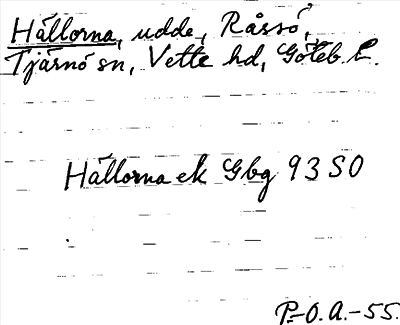 Hällorna, udde, Råssö,
Tjärnö sn, Vette hd, Göteb. l.
Hällorna ek Gbg 93 SO
P.-O. A. -55.